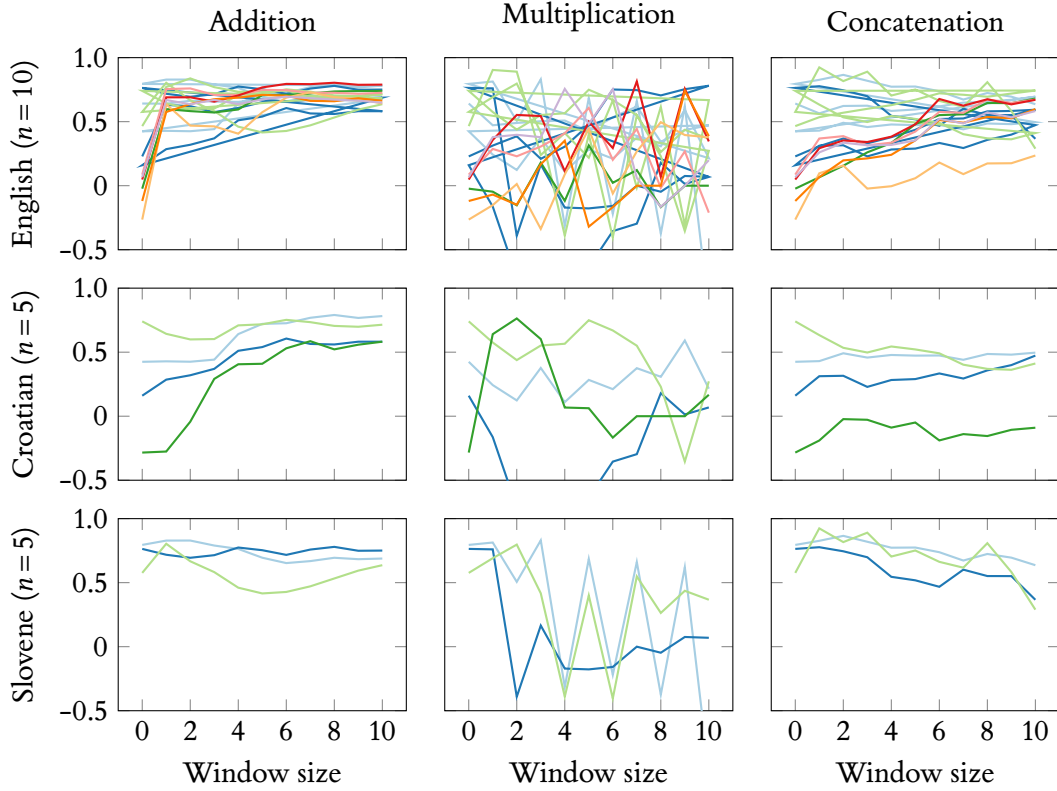 Addition Multiplication Concatenation
English (n = 10)
1.0
0.5
0
−0.5
Croatian (n = 5)
1.0
0.5
0
−0.5
Slovene (n = 5)
1.0
0.5
0
−0.5
0 2 4 6 8 10 0 2 4 6 8 10 0 2 4 6 8 10
Window size Window size Window size